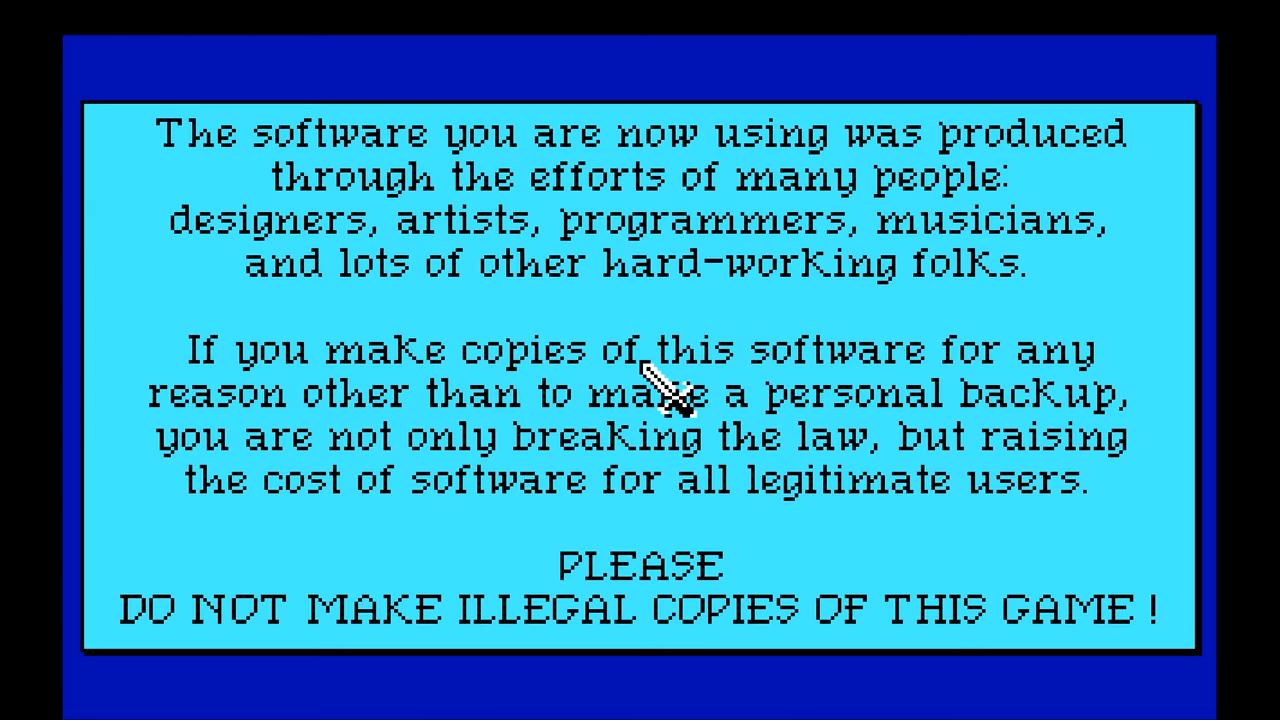 The software you are now using was produced
through the efforts of many people:
designers, artists, programmers, musicians,
and lots of other hard-working folks.
If you make copies of this software for any
reason other than to make a personal backup,
you are not only breaking the law, but raising
the cost of software for all legitimate users.
PLEASE
DO NOT MAKE ILLEGAL COPIES OF THIS GAME !